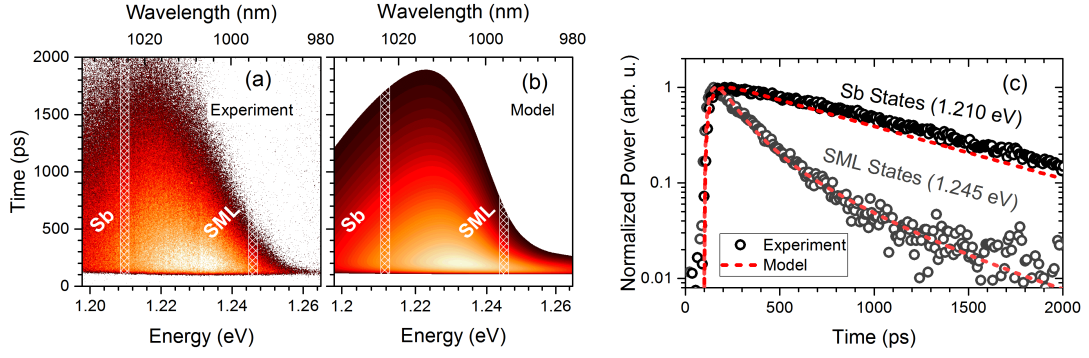 Wavelength (nm)
1020 1000 980
Wavelength (nm)
1020 1000 980
2000
1500
1000
500
0
Time (ps)
(a)
Experiment
Sb
SML
1.20 1.22 1.24 1.26
Energy (eV)
(b)
Model
Sb
SML
1.20 1.22 1.24 1.26
Energy (eV)
Normalized Power (arb. u.)
1
0.1
0.01
(c)
Sb States (1.210 eV)
SML States (1.245 eV)
Experiment
Model
0 500 1000 1500 2000
Time (ps)